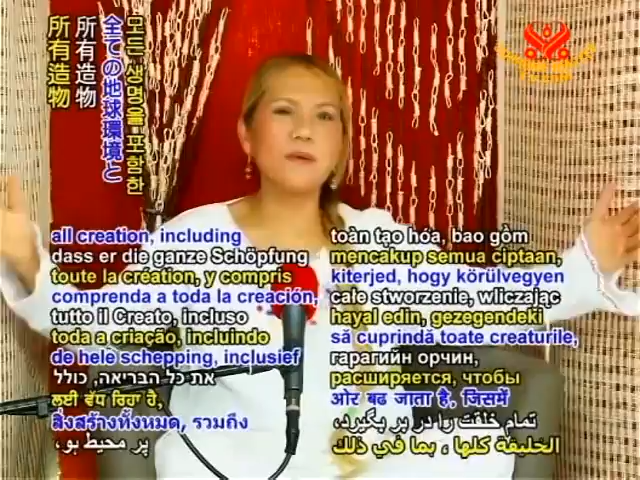 모든 생명을 포함한
全ての地球環境と
所有造物
所有造物
all creation, including
dass er die ganze Schöpfung
toute la création, y compris
comprenda a toda la creación,
tutto il Creato, incluso
toda a criação, incluindo
de hele schepping, inclusief
את כל הבריאה, כולל
ਲਈ ਵੱਧ ਰਿਹਾ ਹੈ,
สิ่งสร้างทั้งหมด, รวมถึง
پر محیط ہو،
toàn tạo hóa, bao gồm
mencakup semua ciptaan,
kiterjed, hogy körülvegyen
całe stworzenie, wliczając
hayal edin, gezegendeki
să cuprindă toate creaturile,
гарагийн орчин,
расширяется, чтобы
ओर बढ जाता है, जिसमें
تمام خلقت را در بر بگیرد،
الخليقة كلها ، بما في ذلك